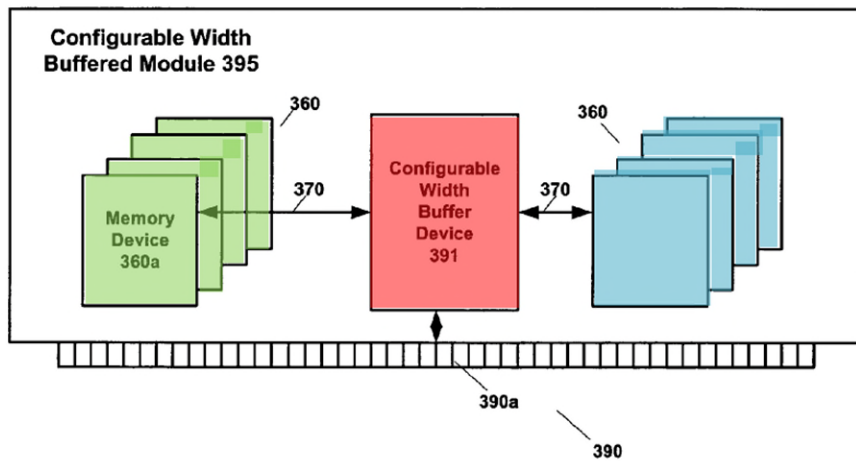 Configurable Width
Buffered Module 395
360
360
370
370
Configurable
Width
Buffer
Device
391
Memory
Device
360a
390a
390